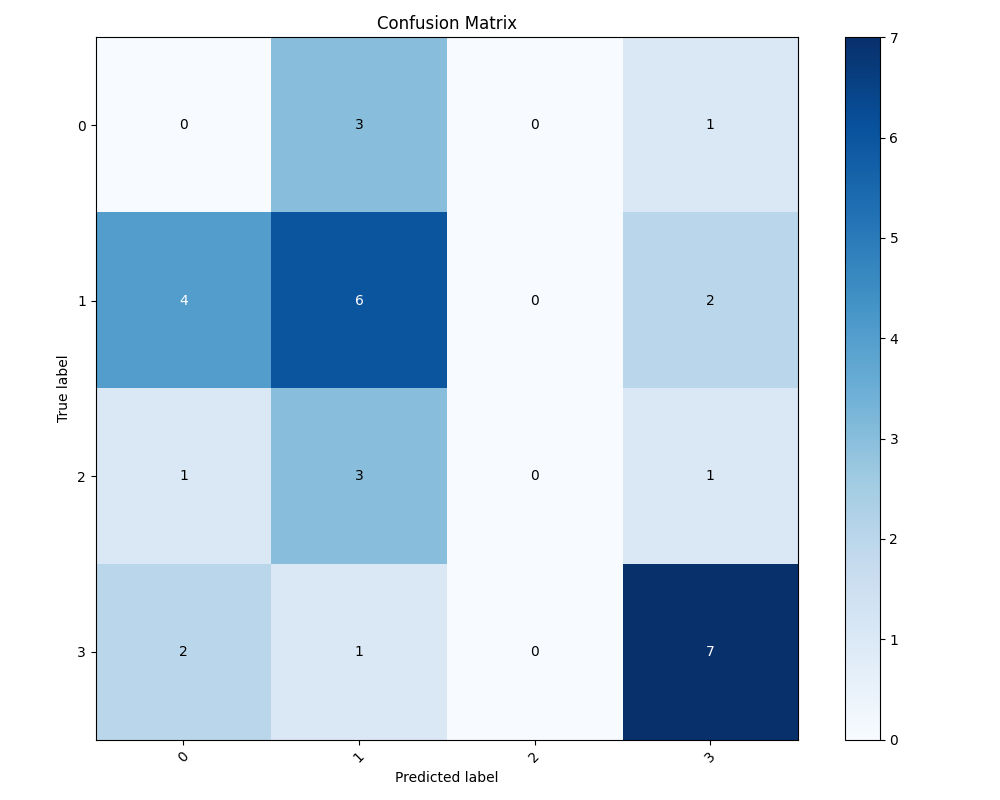 Confusion Matrix
0 0 3 0 1
1 4 6 0 2
2 1 3 0 1
3 2 1 0 7
0 1 2 3
True label
Predicted label
7
6
5
4
3
2
1
0